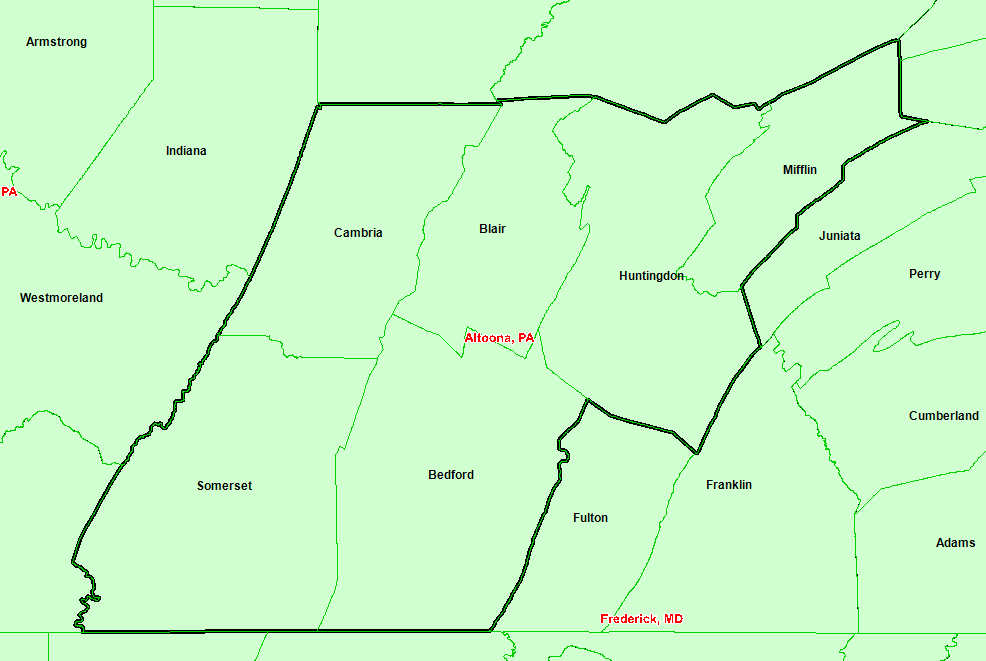 Armstrong
Indiana
Mifflin
PA
Cambria
Blair
Juniata
Huntingdon
Perry
Westmoreland
Altoona, PA
Cumberland
Bedford
Somerset
Franklin
Fulton
Adams
Frederick, MD